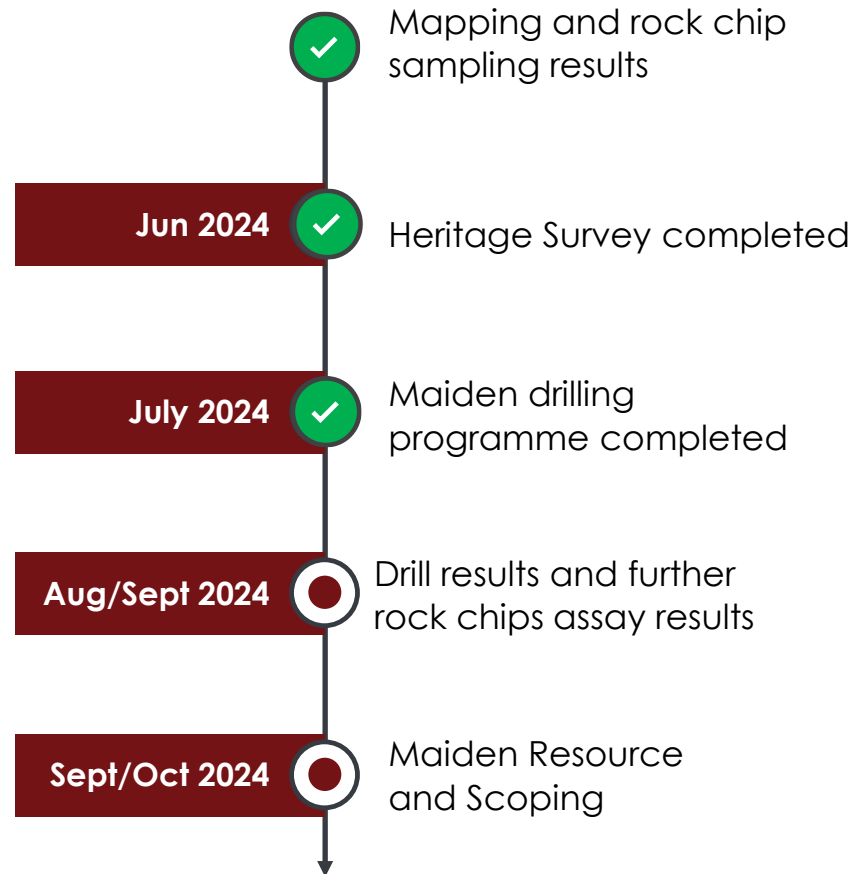 Mapping and rock chip
sampling results
Jun 2024
Heritage Survey completed
July 2024
Maiden drilling
programme completed
Aug/Sept 2024
Drill results and further
rock chips assay results
Sept/Oct 2024
Maiden Resource
and Scoping